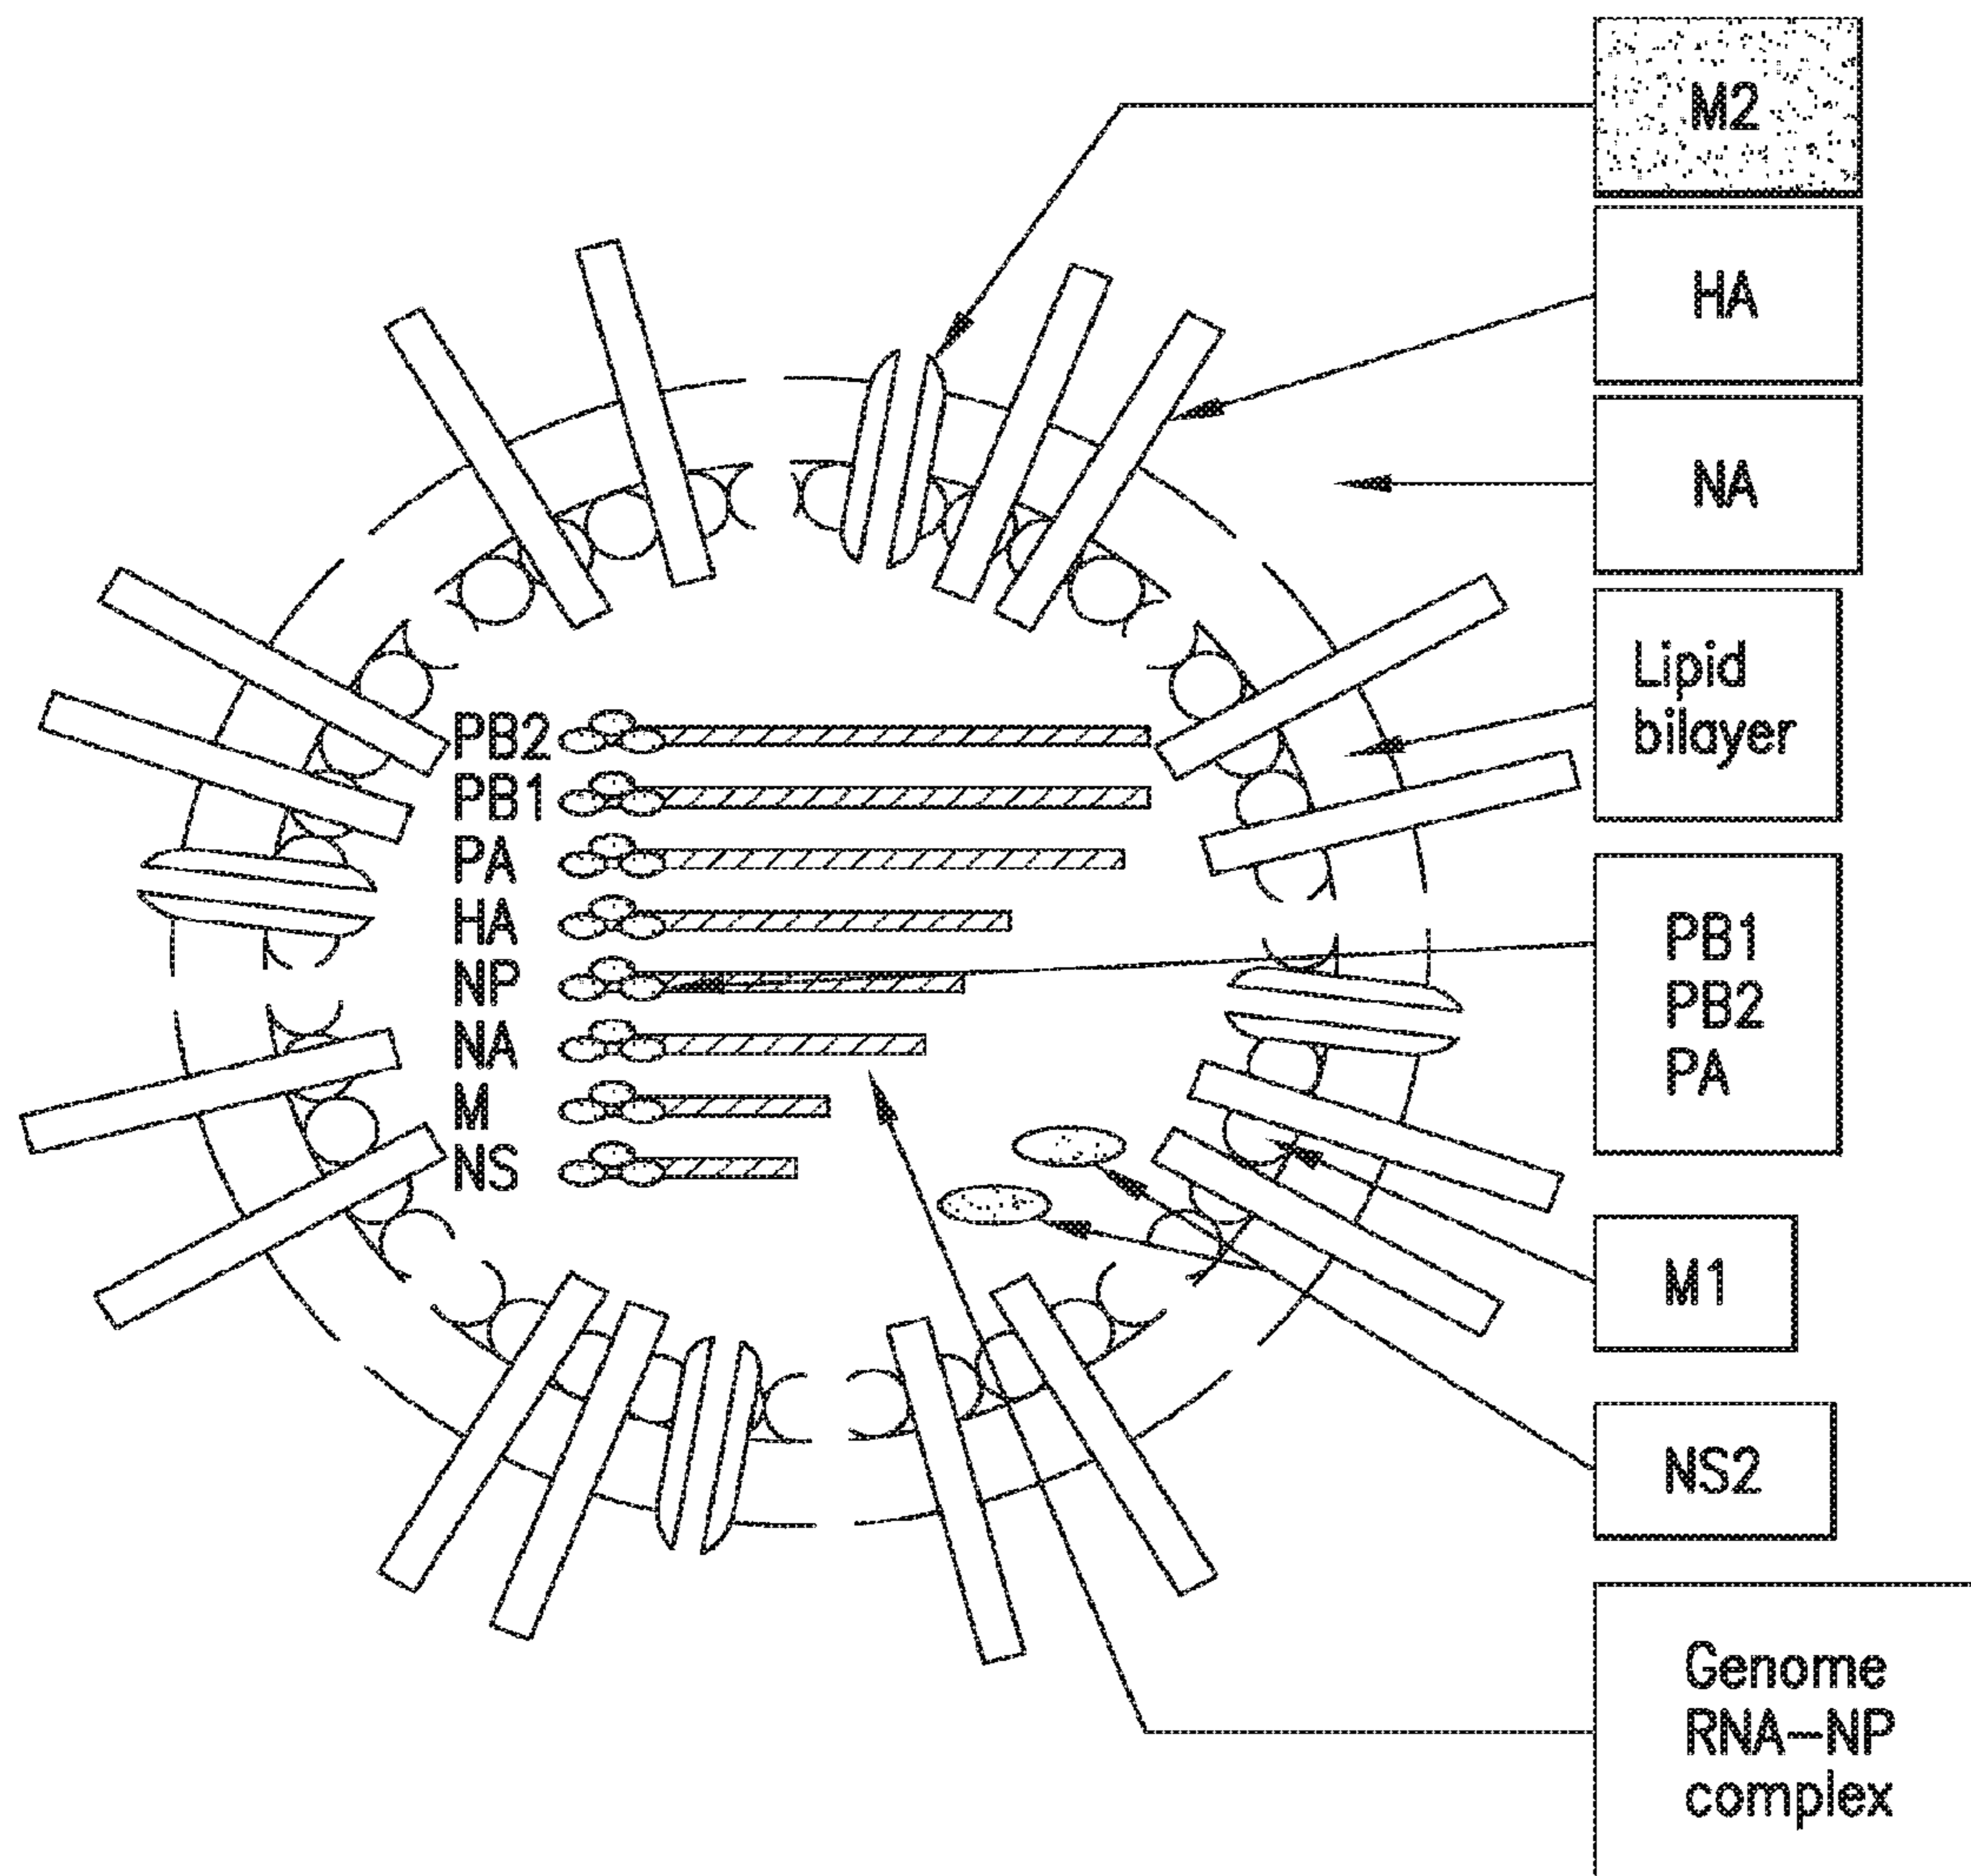 M2
HA
NA
Lipid
bilayer
PB2
PB1
PA
HA
NP
NA
M
NS
PB1
PB2
PA
M1
NS2
Genome
RNA-NP
complex